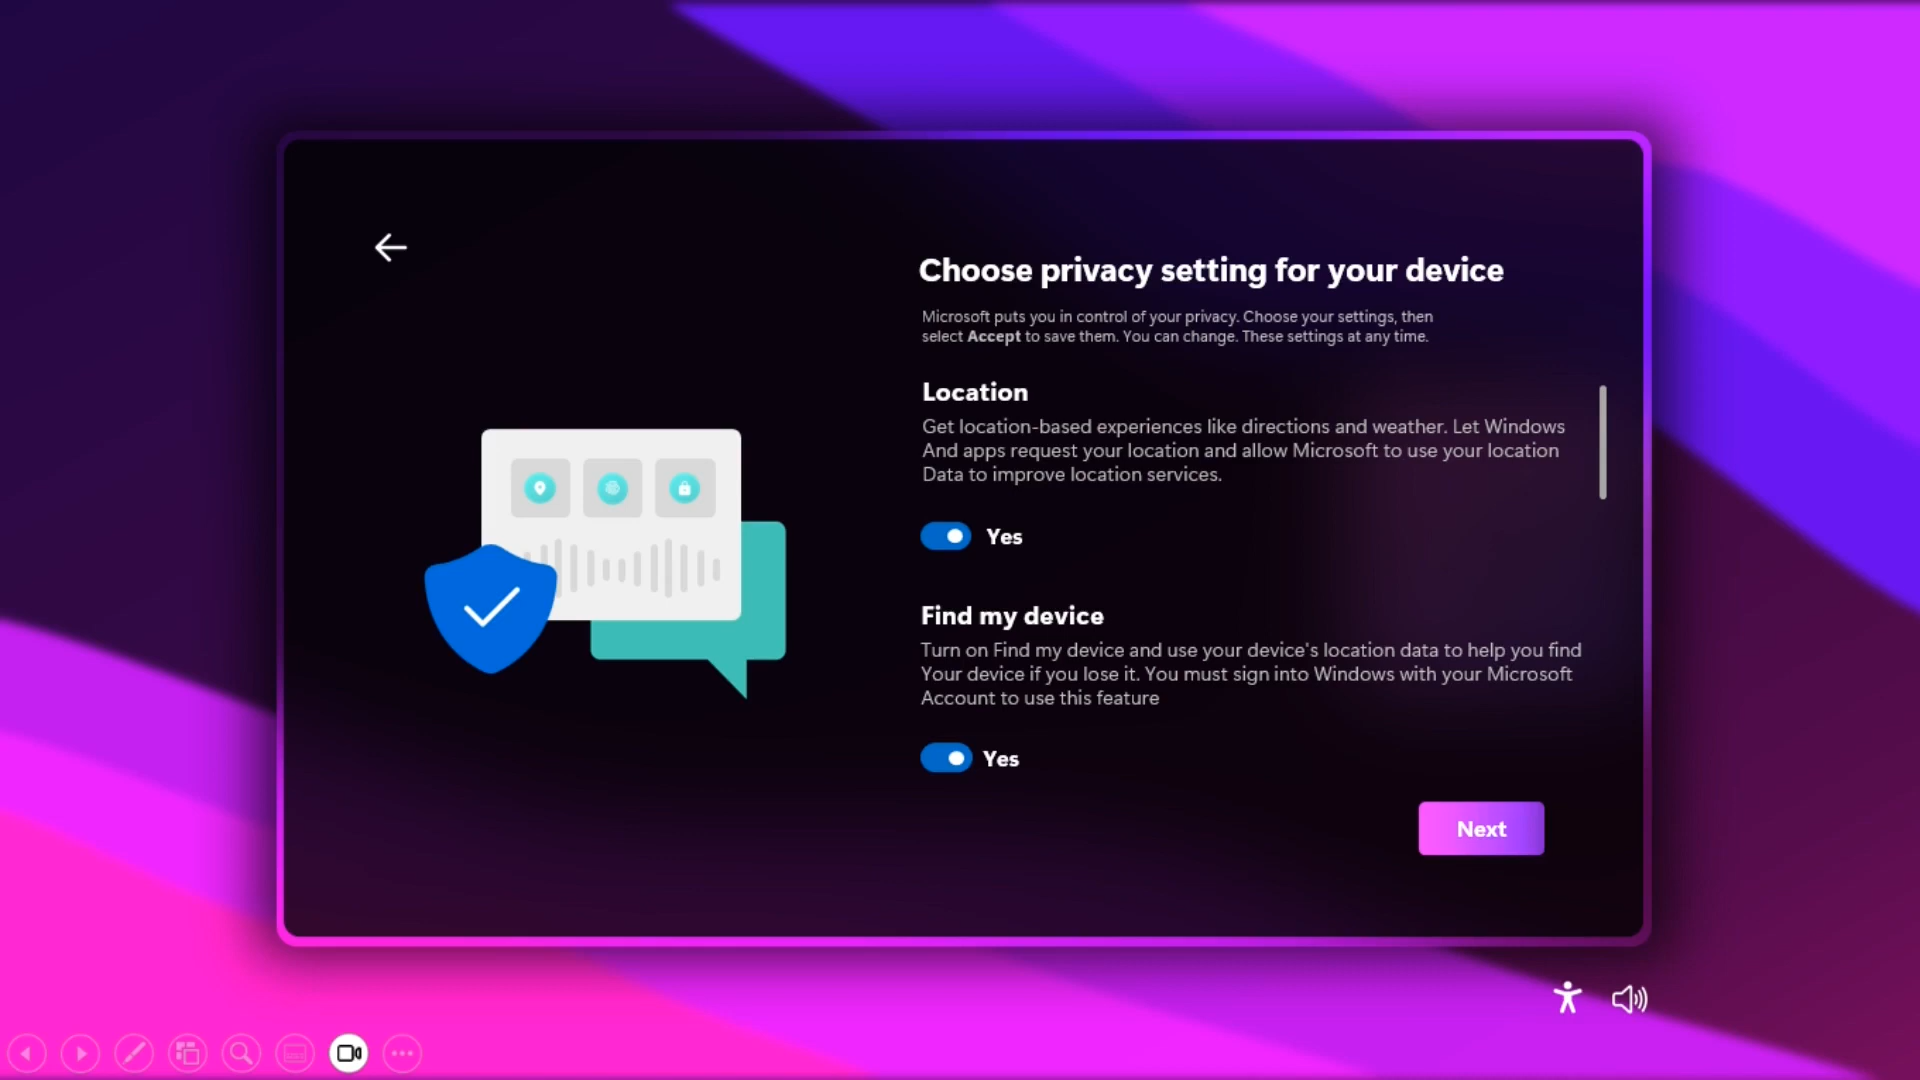 Choose privacy setting for your device
Microsoft puts you in control of your privacy. Choose your settings, then
select Accept to save them. You can change. These settings at any time.
Location
Get location-based experiences like directions and weather. Let Windows
And apps request your location and allow Microsoft to use your location
Data to improve location services.
Yes
Find my device
Turn on Find my device and use your device's location data to help you find
Your device if you lose it. You must sign into Windows with your Microsoft
Account to use this feature
Yes
Next